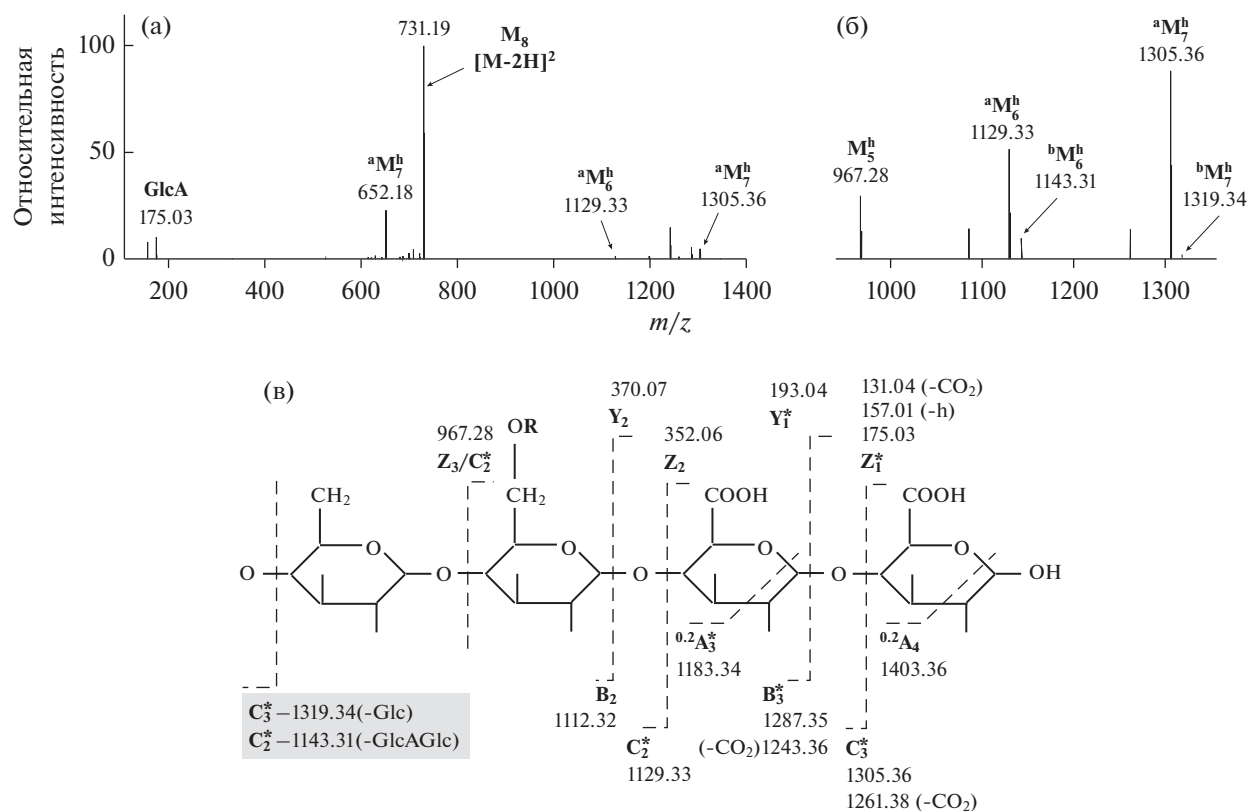 (а)
Относительная
интенсивность
100
50
0
731.19
M₈
[M-2H]²
ᵃM₇ʰ
652.18
GlcA
175.03
ᵃM₆ʰ
1129.33
ᵃM₇ʰ
1305.36
200
400
600
800
1000
1200
1400
m/z
(б)
ᵃM₇ʰ
1305.36
ᵃM₆ʰ
1129.33
M₅ʰ
967.28
ᵇM₆ʰ
1143.31
ᵇM₇ʰ
1319.34
1000
1100
1200
1300
(в)
967.28
Z₃/C₂*
OR
370.07
Y₂
352.06
Z₂
193.04
Y₁*
131.04 (-CO₂)
157.01 (-h)
175.03
Z₁*
CH₂
CH₂
COOH
COOH
O
O
O
O
O
O
O
O
OH
⁰·²A₃*
1183.34
⁰·²A₄
1403.36
C₃* –1319.34(-Glc)
C₂* –1143.31(-GlcAGlc)
B₂
1112.32
C₂*
1129.33
B₃*
1287.35
(-CO₂) 1243.36
C₃*
1305.36
1261.38 (-CO₂)